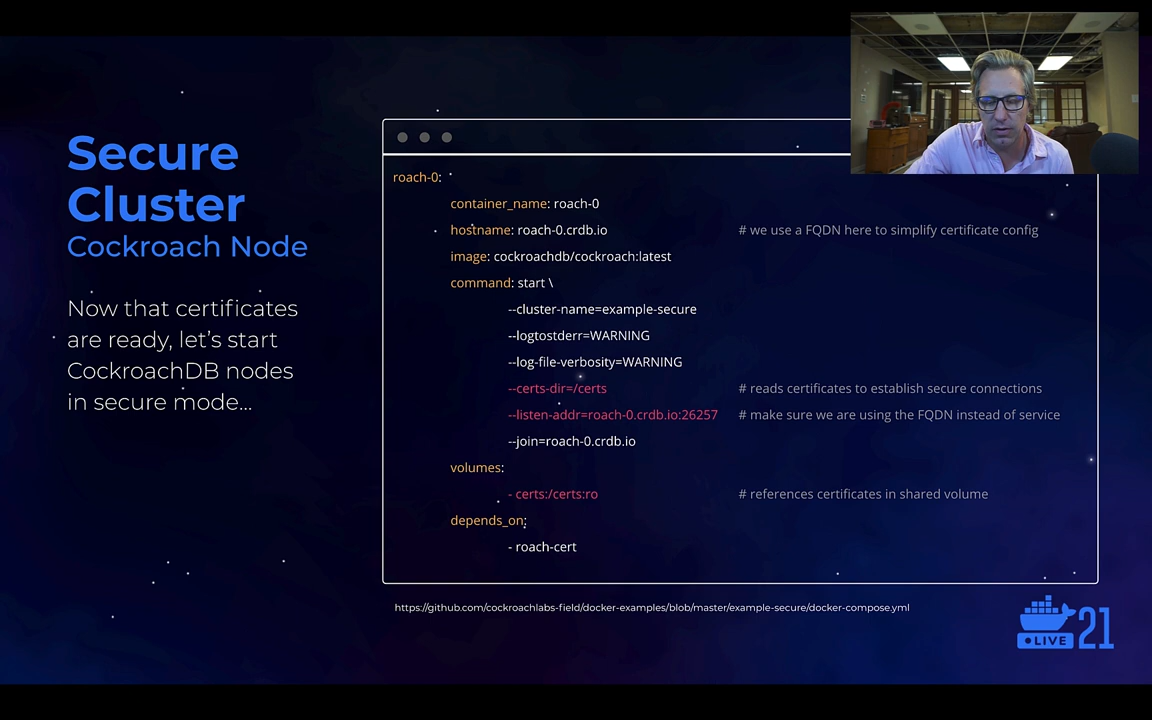 Secure
Cluster
Cockroach Node
Now that certificates
are ready, let’s start
CockroachDB nodes
in secure mode…
roach-0:
container_name: roach-0
hostname: roach-0.crdb.io # we use a FQDN here to simplify certificate config
image: cockroachdb/cockroach:latest
command: start \
--cluster-name=example-secure
--logtostderr=WARNING
--log-file-verbosity=WARNING
--certs-dir=/certs # reads certificates to establish secure connections
--listen-addr=roach-0.crdb.io:26257 # make sure we are using the FQDN instead of service
--join=roach-0.crdb.io
volumes:
- certs:/certs:ro # references certificates in shared volume
depends_on:
- roach-cert
https://github.com/cockroachlabs-field/docker-examples/blob/master/example-secure/docker-compose.yml
LIVE 21